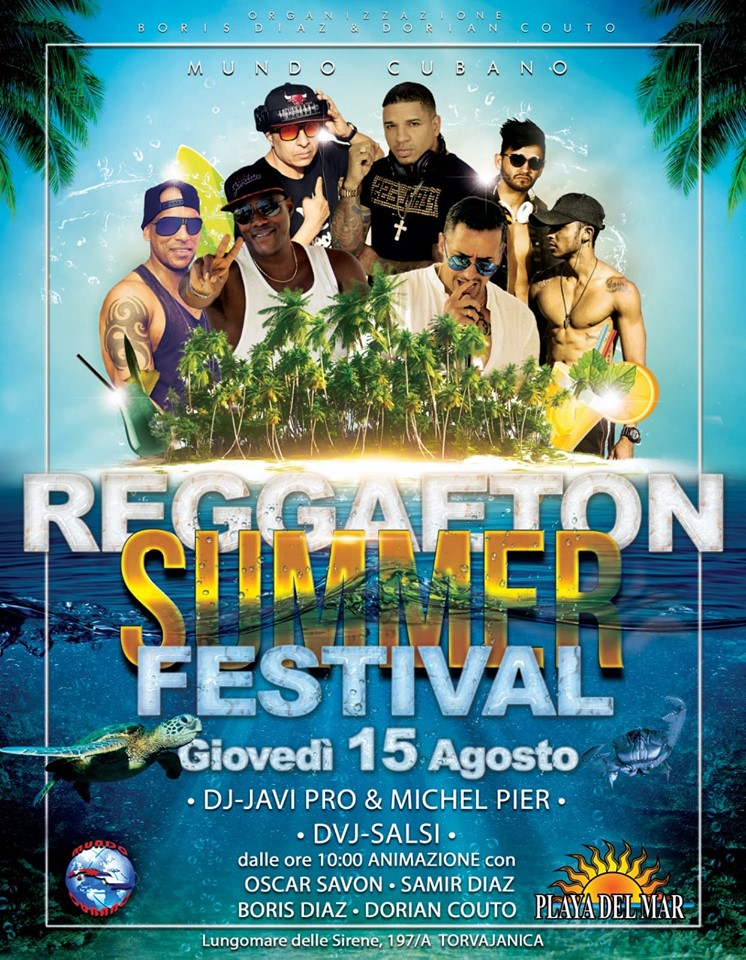 ORGANIZZAZIONE
BORIS DIAZ & DORIAN COUTO
MUNDO CUBANO
REGGAETON
SUMMER
FESTIVAL
Giovedì 15 Agosto
• DJ-JAVI PRO & MICHEL PIER •
• DVJ-SALSI •
dalle ore 10:00 ANIMAZIONE con
OSCAR SAVON • SAMIR DIAZ
BORIS DIAZ • DORIAN COUTO
MUNDO
CUBANO
PLAYA DEL MAR
Lungomare delle Sirene, 197/A TORVAJANICA